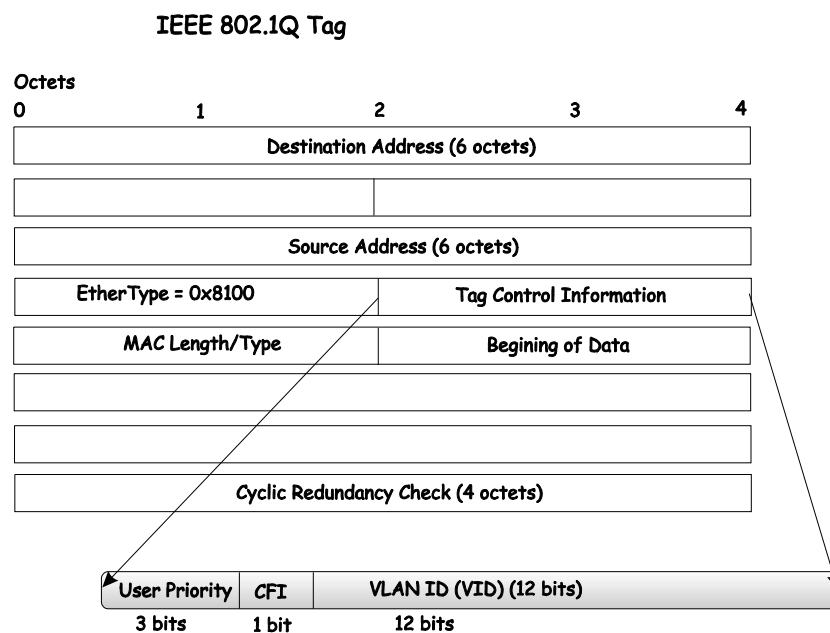 IEEE 802.1Q Tag
Octets
0 1 2 3 4
Destination Address (6 octets)
Source Address (6 octets)
EtherType = 0x8100 Tag Control Information
MAC Length/Type Begining of Data
Cyclic Redundancy Check (4 octets)
User Priority CFI VLAN ID (VID) (12 bits)
3 bits 1 bit 12 bits